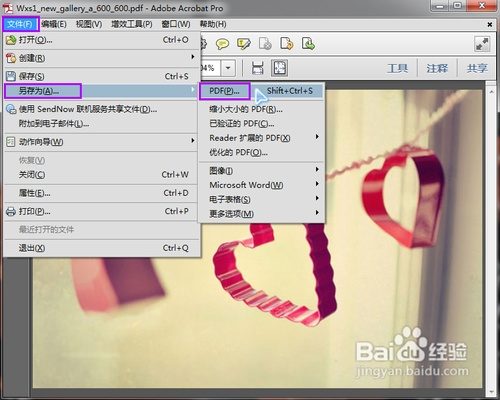 Wxs1_new_gallery_a_600_600.pdf - Adobe Acrobat Pro
文件(F) 编辑(E) 视图(V) 增效工具(P) 窗口(W) 帮助(H)
打开(O)... Ctrl+O
创建(R)
保存(S) Ctrl+S
另存为(A)...
使用 SendNow 联机服务共享文件(D)...
附加到电子邮件(L)...
动作向导(W)
恢复(V)
关闭(C) Ctrl+W
属性(E)... Ctrl+D
打印(P)... Ctrl+P
最近打开的文件
退出(X) Ctrl+Q
PDF(P)... Shift+Ctrl+S
缩小大小的 PDF(R)...
已验证的 PDF(C)...
Reader 扩展的 PDF(X)
优化的 PDF(O)...
图像(I)
Microsoft Word(W)
电子表格(S)
更多选项(M)
04%
工具 注释 共享
Baidu 经验
jingyan.baidu.com